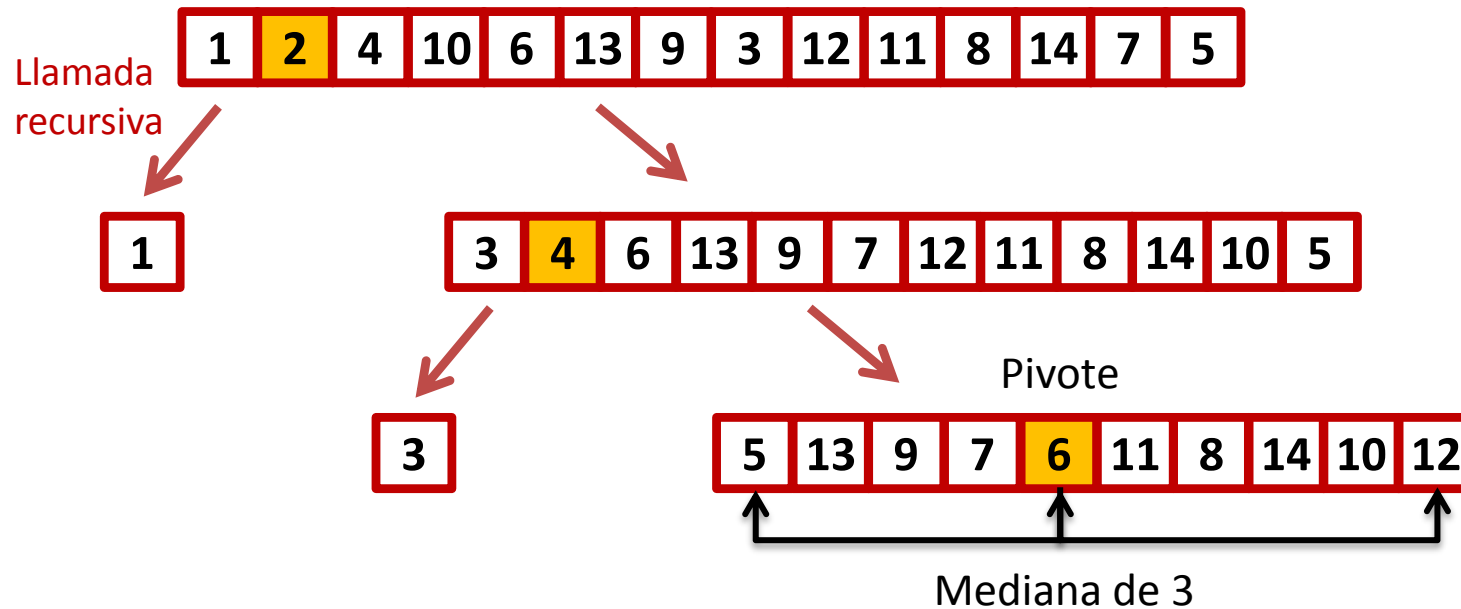 1 2 4 10 6 13 9 3 12 11 8 14 7 5
Llamada
recursiva
1
3 4 6 13 9 7 12 11 8 14 10 5
Pivote
3
5 13 9 7 6 11 8 14 10 12
Mediana de 3